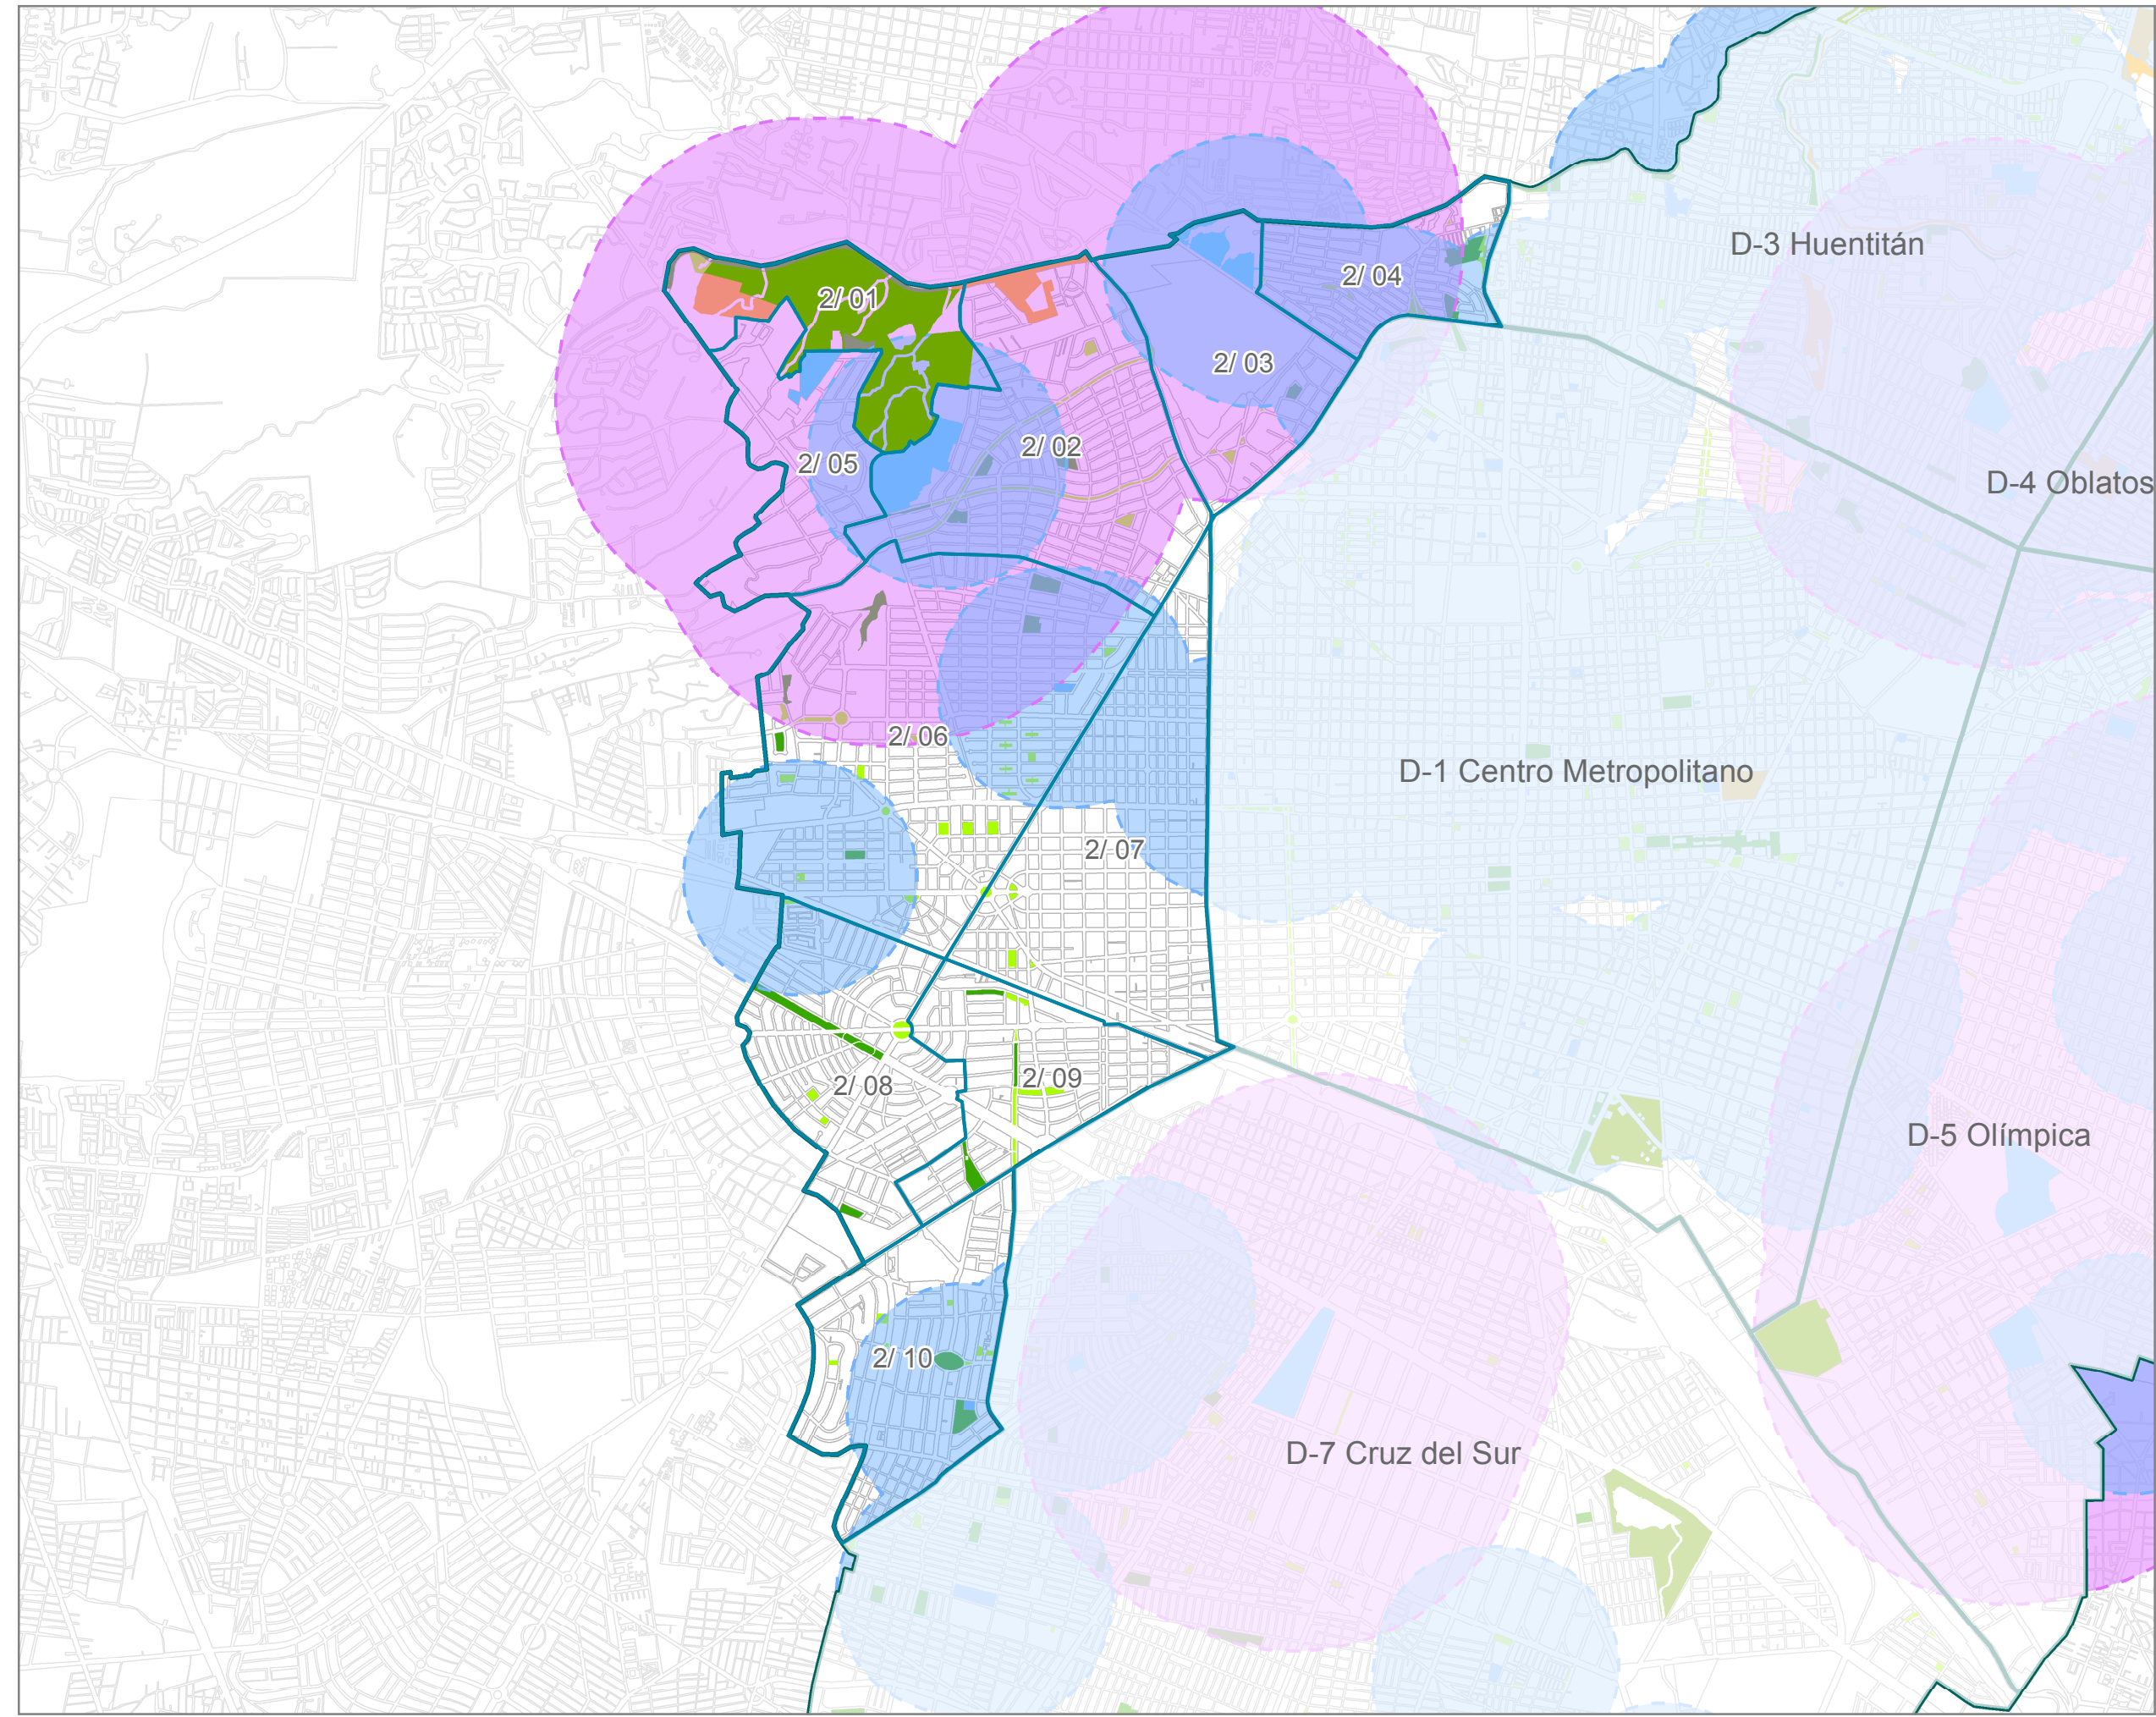 D-3 Huentitán
2/ 04
2/ 01
2/ 03
2/ 02
2/ 05
D-4 Oblatos
2/ 06
D-1 Centro Metropolitano
2/ 07
2/ 08
2/ 09
D-5 Olímpica
2/ 10
D-7 Cruz del Sur